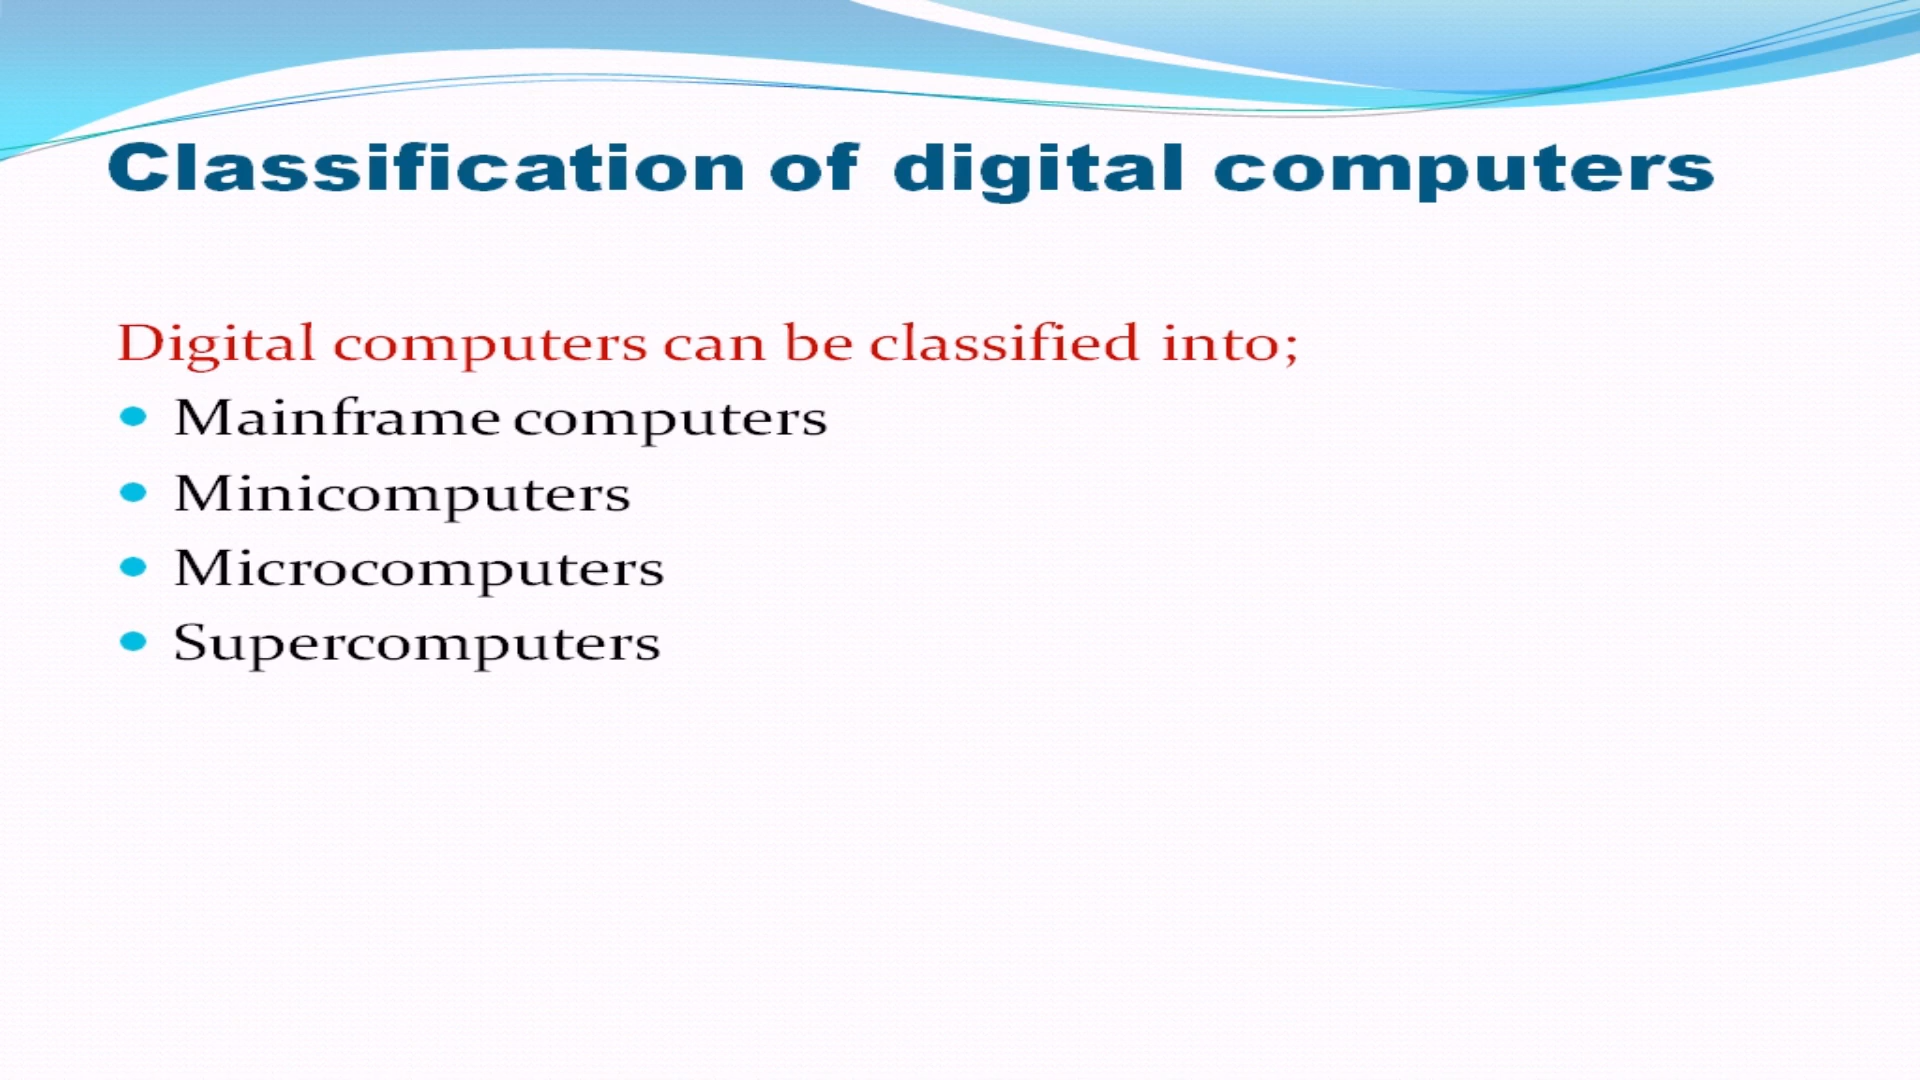 Classification of digital computers
Digital computers can be classified into;
• Mainframe computers
• Minicomputers
• Microcomputers
• Supercomputers